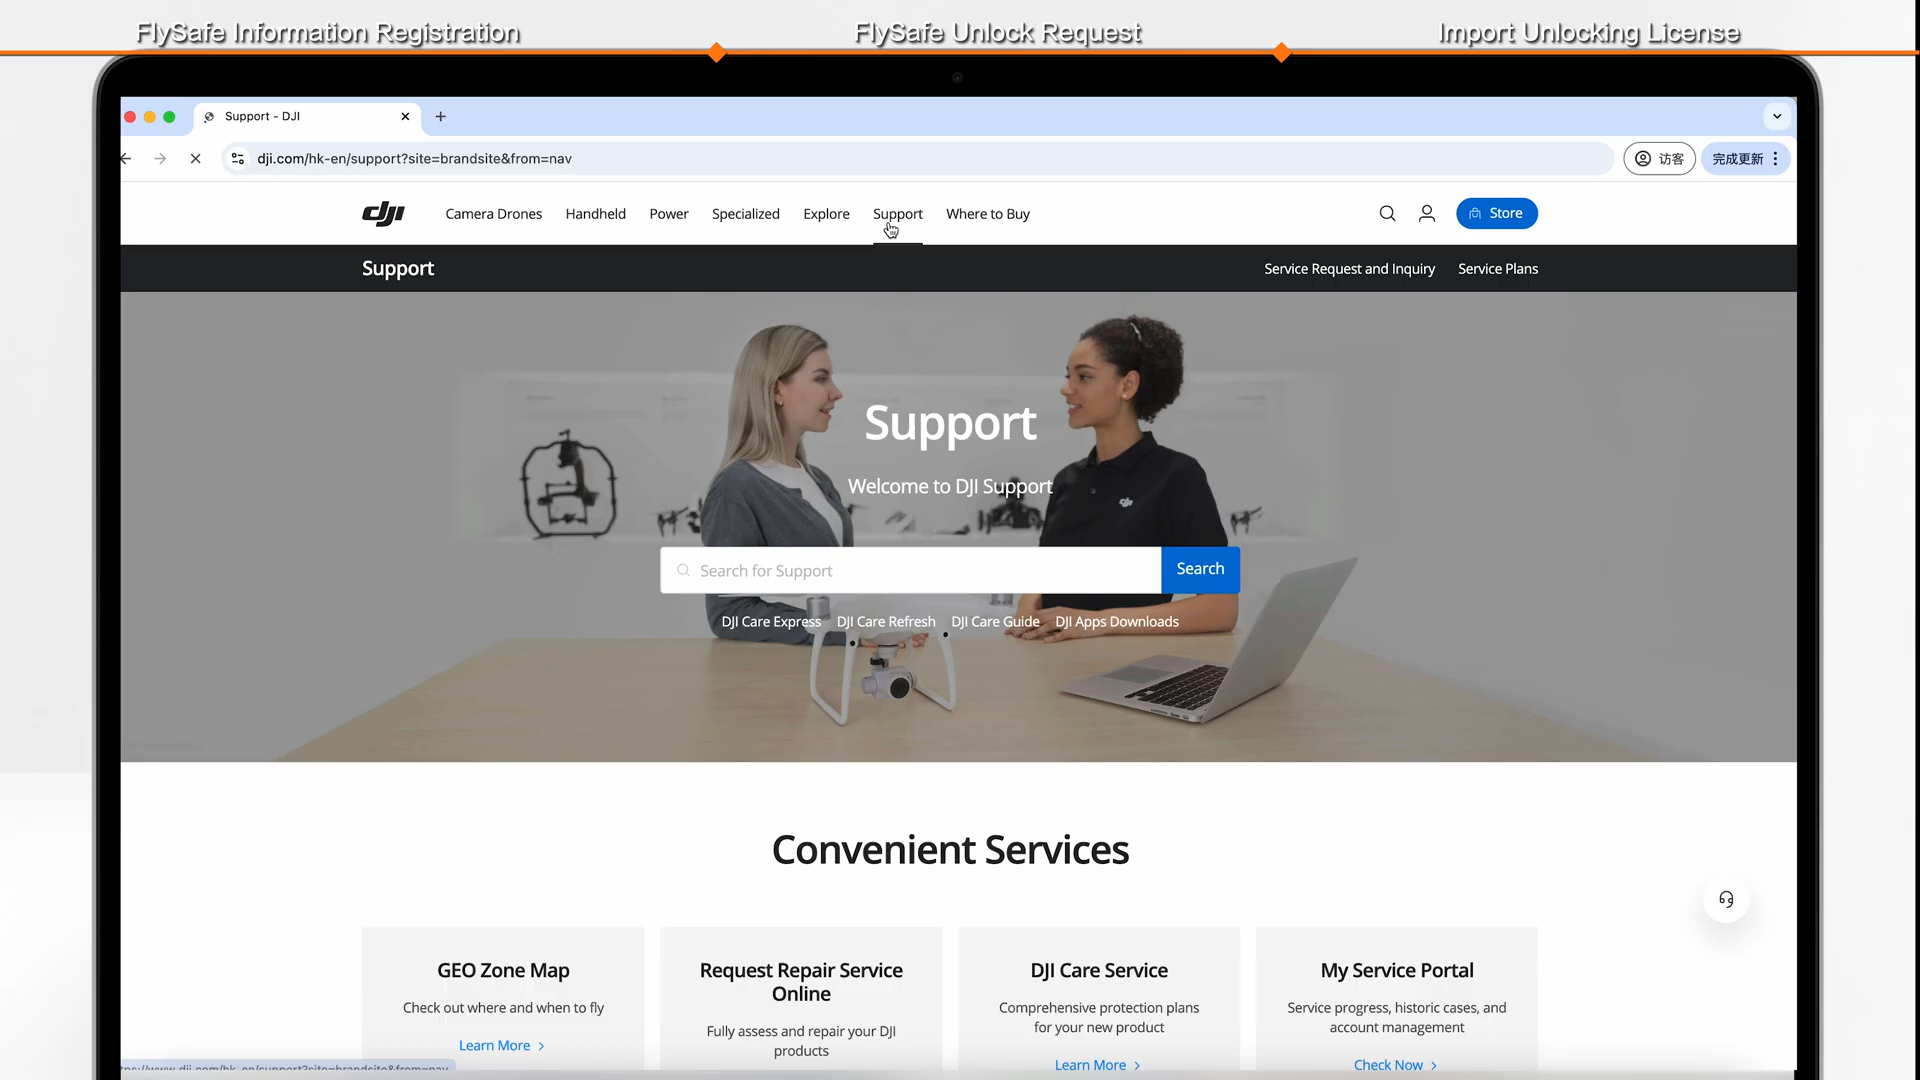 FlySafe Information Registration
FlySafe Unlock Request
Import Unlocking License
Support - DJI
dji.com/hk-en/support?site=brandsite&from=nav
访客
完成更新
dji
Camera Drones
Handheld
Power
Specialized
Explore
Support
Where to Buy
Store
Support
Service Request and Inquiry
Service Plans
Support
Welcome to DJI Support
Search for Support
Search
DJI Care Express
DJI Care Refresh
DJI Care Guide
DJI Apps Downloads
Convenient Services
GEO Zone Map
Check out where and when to fly
Learn More
Request Repair Service
Online
Fully assess and repair your DJI
products
DJI Care Service
Comprehensive protection plans
for your new product
Learn More
My Service Portal
Service progress, historic cases, and
account management
Check Now